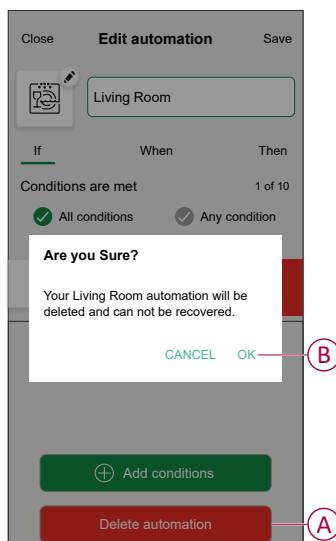 Close Edit automation Save
Living Room
If When Then
Conditions are met 1 of 10
All conditions Any condition
Are you Sure?
Your Living Room automation will be
deleted and can not be recovered.
CANCEL OK B
Add conditions
Delete automation A